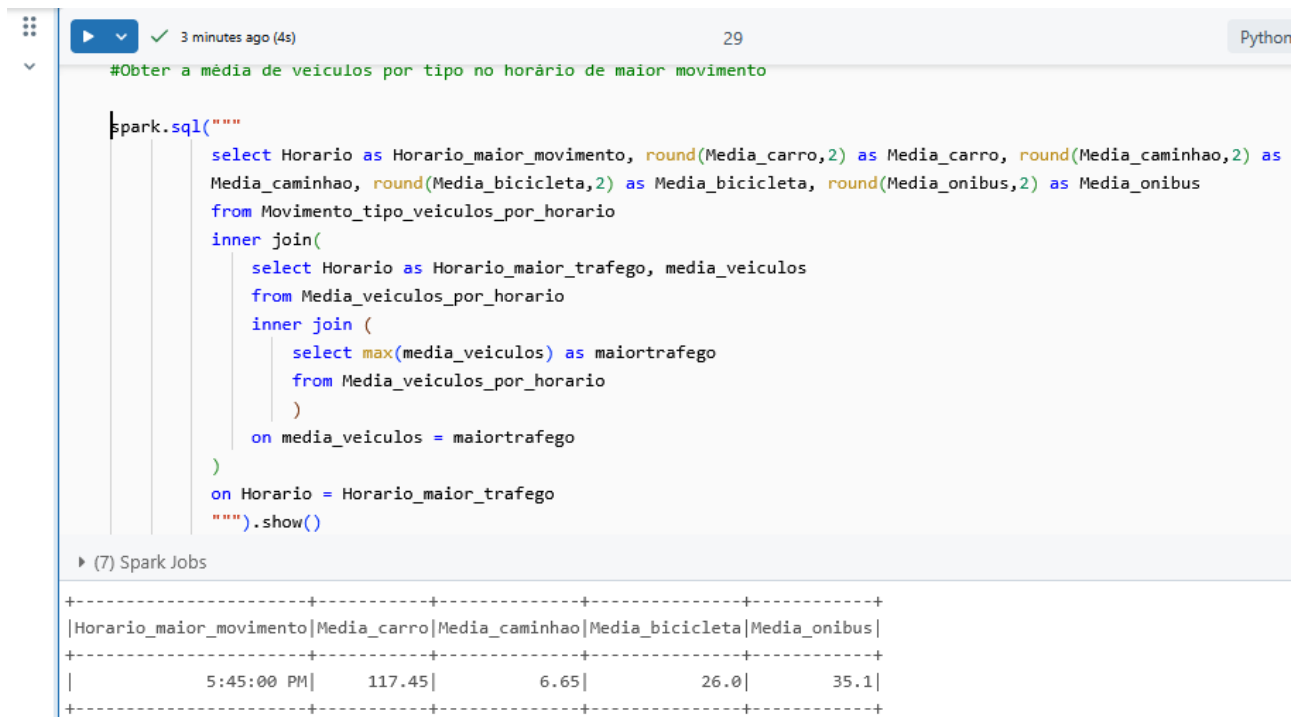 3 minutes ago (4s)
29
Python
#Obter a média de veiculos por tipo no horário de maior movimento
spark.sql("""
select Horario as Horario_maior_movimento, round(Media_carro,2) as Media_carro, round(Media_caminhao,2) as
Media_caminhao, round(Media_bicicleta,2) as Media_bicicleta, round(Media_onibus,2) as Media_onibus
from Movimento_tipo_veiculos_por_horario
inner join(
select Horario as Horario_maior_trafego, media_veiculos
from Media_veiculos_por_horario
inner join (
select max(media_veiculos) as maiortrafego
from Media_veiculos_por_horario
)
on media_veiculos = maiortrafego
)
on Horario = Horario_maior_trafego
""").show()
(7) Spark Jobs
+-----------------------+-----------+--------------+---------------+------------+
|Horario_maior_movimento|Media_carro|Media_caminhao|Media_bicicleta|Media_onibus|
+-----------------------+-----------+--------------+---------------+------------+
|             5:45:00 PM|     117.45|          6.65|           26.0|        35.1|
+-----------------------+-----------+--------------+---------------+------------+